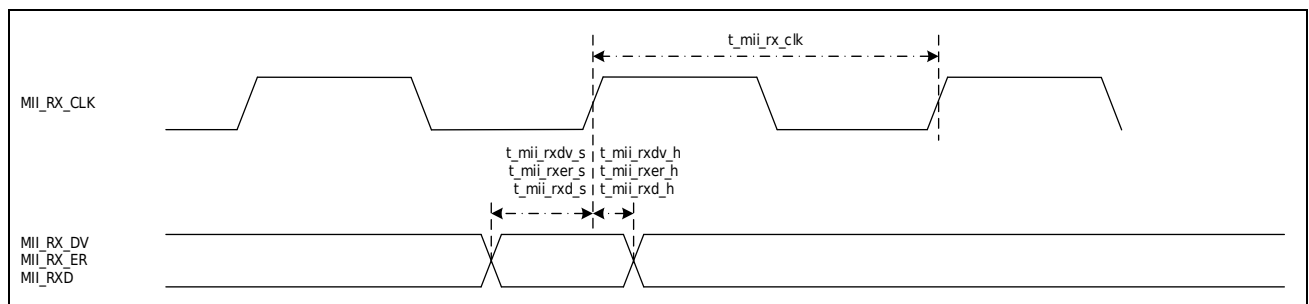 t_mii_rx_clk
MII_RX_CLK
t_mii_rxdv_s t_mii_rxdv_h
t_mii_rxer_s t_mii_rxer_h
t_mii_rxd_s t_mii_rxd_h
MII_RX_DV
MII_RX_ER
MII_RXD